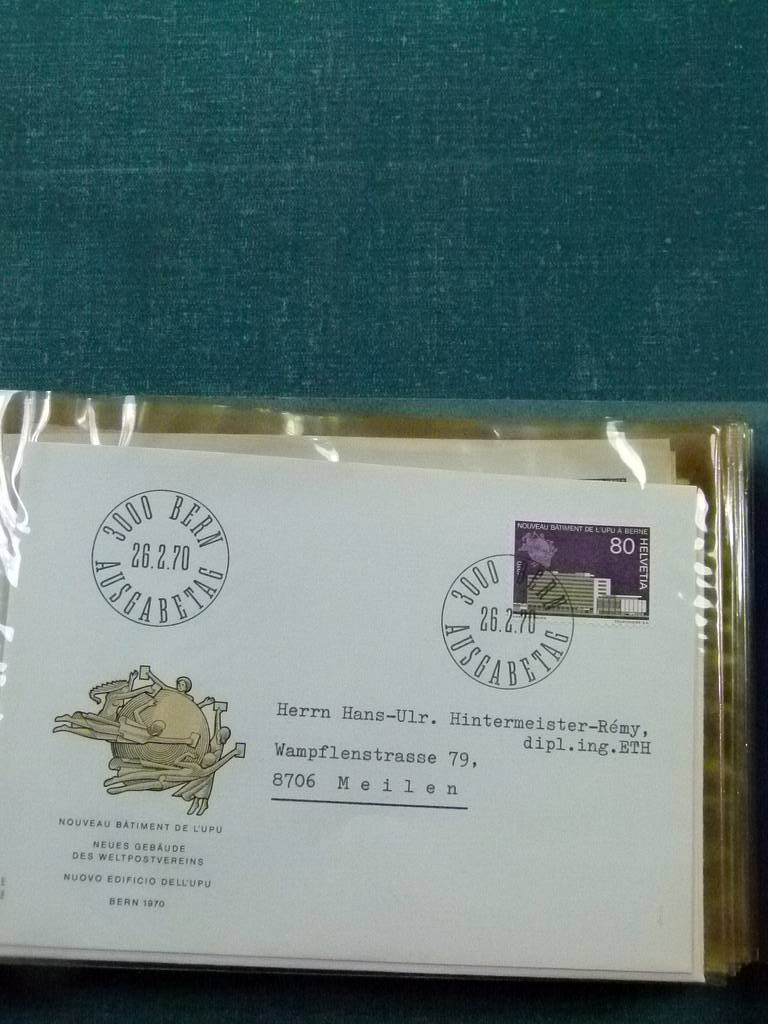 3000 BERN
26.2.70
AUSGABETAG
NOUVEAU BÂTIMENT DE L'UPU À BERNE
80
HELVETIA
3000 BERN
26.2.70
AUSGABETAG
Herrn Hans-Ulr. Hintermeister-Rémy,
dipl.ing.ETH
Wampflenstrasse 79,
8706 Meilen
NOUVEAU BÂTIMENT DE L'UPU
NEUES GEBÄUDE
DES WELTPOSTVEREINS
NUOVO EDIFICIO DELL'UPU
BERN 1970